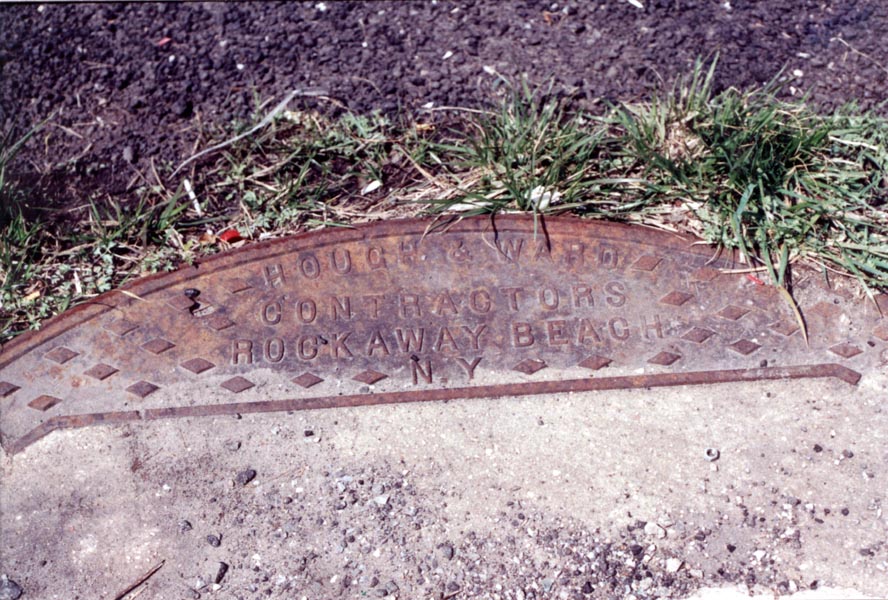 HOUGH & WARD
CONTRACTORS
ROCKAWAY BEACH
N Y